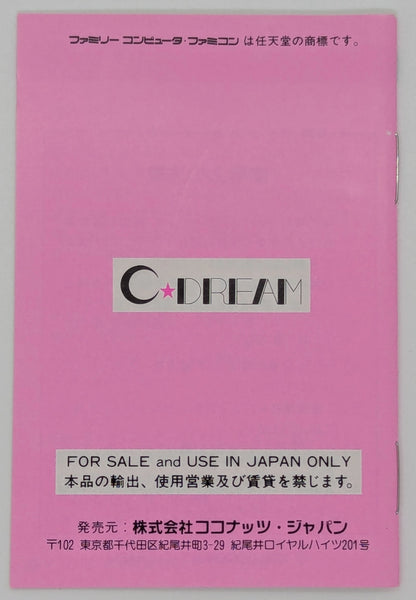 ファミリー コンピュータ・ファミコン は任天堂の商標です。
C★DREAM
FOR SALE and USE IN JAPAN ONLY
本品の輸出、使用営業及び賃貸を禁じます。
発売元：株式会社ココナッツ・ジャパン
〒102 東京都千代田区紀尾井町3-29 紀尾井ロイヤルハイツ201号